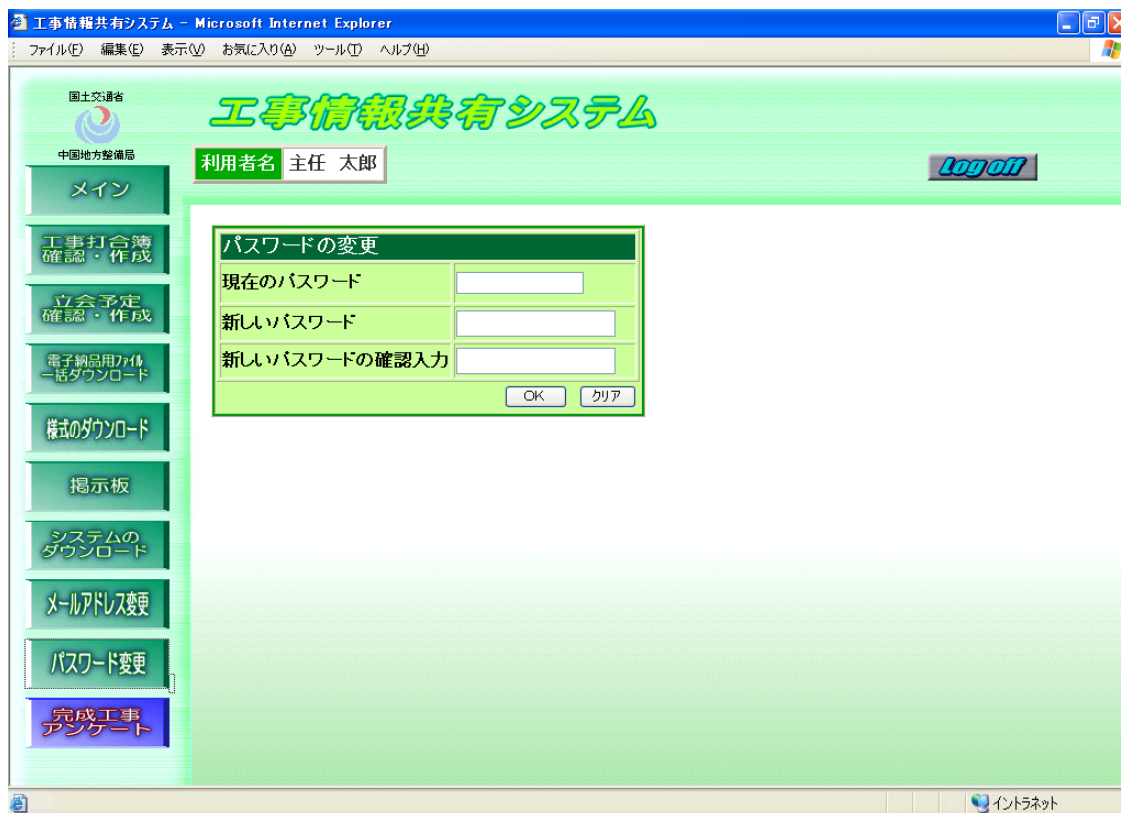 工事情報共有システム - Microsoft Internet Explorer
ファイル(F) 編集(E) 表示(V) お気に入り(A) ツール(T) ヘルプ(H)
国土交通省
中国地方整備局
工事情報共有システム
利用者名 主任 太郎
Log off
メイン
工事打合簿
確認・作成
立会予定
確認・作成
電子納品用ファイル
一括ダウンロード
様式のダウンロード
掲示板
システムの
ダウンロード
メールアドレス変更
パスワード変更
完成工事
アンケート
パスワードの変更
現在のパスワード
新しいパスワード
新しいパスワードの確認入力
OK クリア
イントラネット